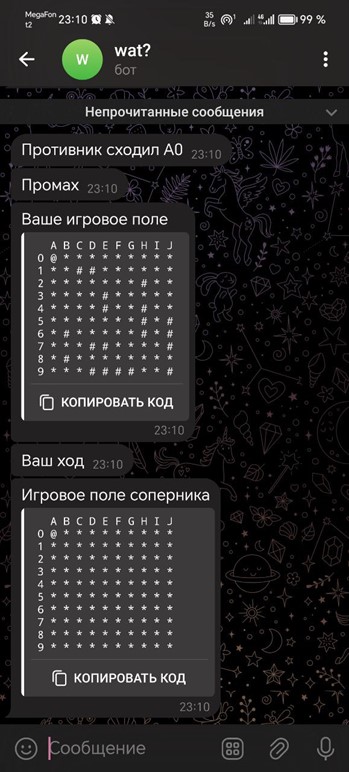 MegaFon
t2
23:10
35
B/s
4G
99 %
W
wat?
бот
Непрочитанные сообщения
Противник сходил A0 23:10
Промах 23:10
Ваше игровое поле
A B C D E F G H I J
0 @ * * * * * * * * *
1 * * # # * * * * * *
2 * * * * * * * # * *
3 * * * * # * * * * *
4 * * * * # * * # * *
5 * * * * * * * # * #
6 * # * * * * * # * #
7 * * * # # * * * * #
8 * # * * * * * * * *
9 * * * # # # # * * #
КОПИРОВАТЬ КОД
23:10
Ваш ход 23:10
Игровое поле соперника
A B C D E F G H I J
0 @ * * * * * * * * *
1 * * * * * * * * * *
2 * * * * * * * * * *
3 * * * * * * * * * *
4 * * * * * * * * * *
5 * * * * * * * * * *
6 * * * * * * * * * *
7 * * * * * * * * * *
8 * * * * * * * * * *
9 * * * * * * * * * *
КОПИРОВАТЬ КОД
23:10
Сообщение